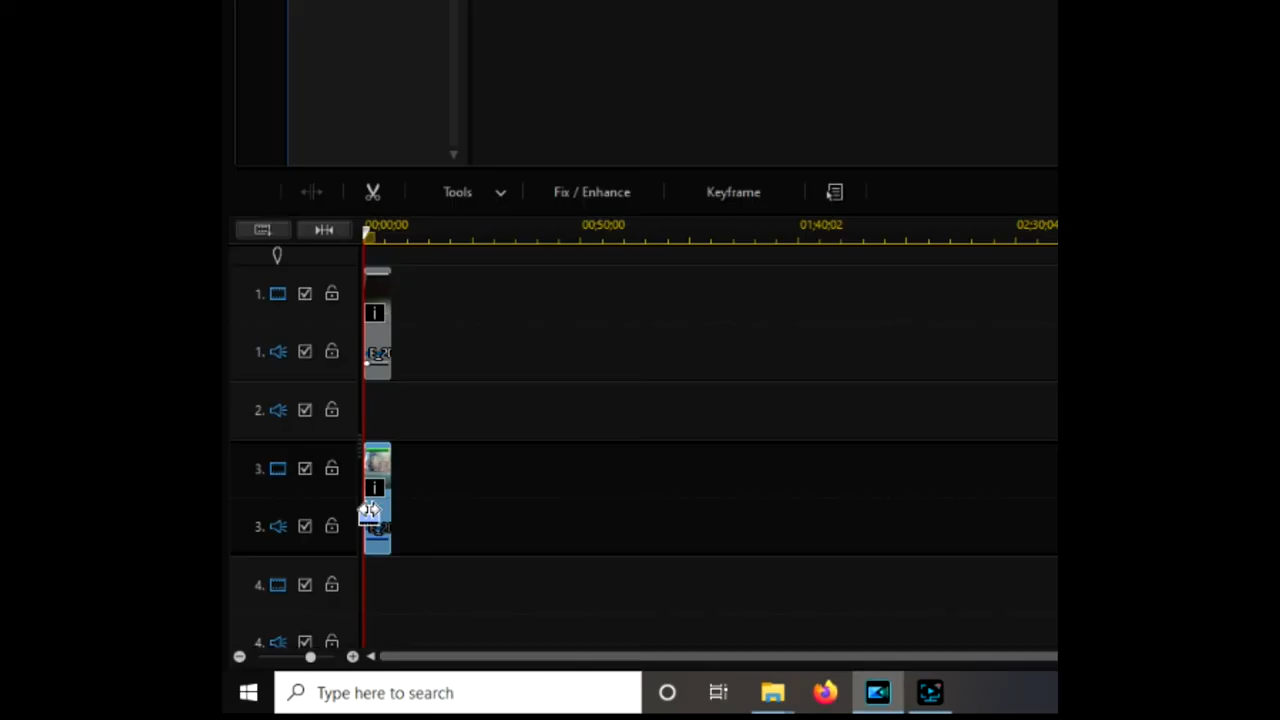 Tools Fix / Enhance Keyframe
00;00;00 00;50;00 01;40;02 02;30;04
1.
i
1.
2.
3.
i
3.
4.
4.
Type here to search